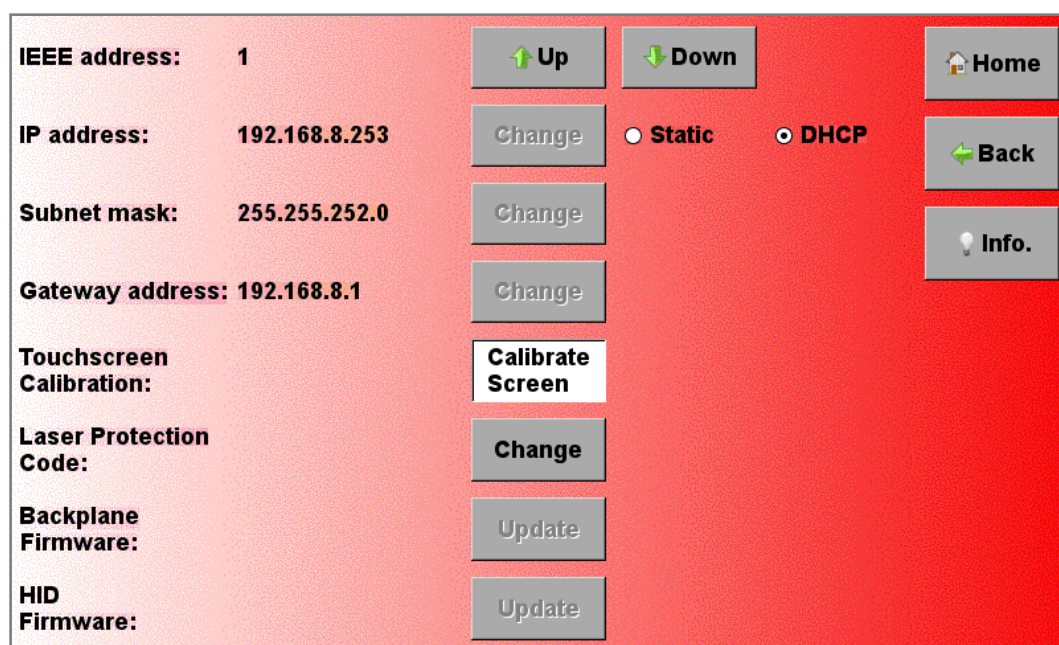 IEEE address: 1 Up Down Home
IP address: 192.168.8.253 Change Static DHCP
Back
Subnet mask: 255.255.252.0 Change
Info.
Gateway address: 192.168.8.1 Change
Touchscreen
Calibration:
Calibrate
Screen
Laser Protection
Code:
Change
Backplane
Firmware:
Update
HID
Firmware:
Update